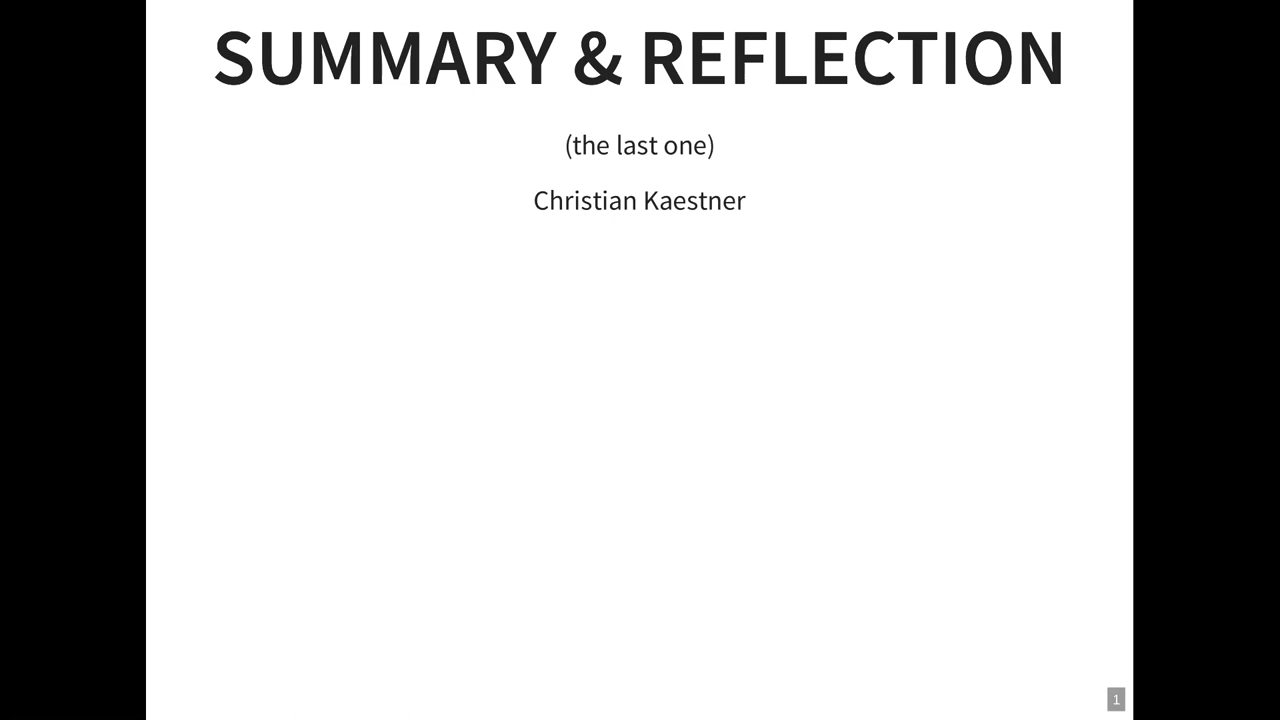 SUMMARY & REFLECTION
(the last one)
Christian Kaestner
1